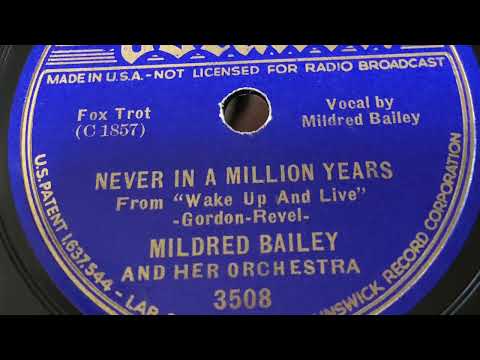 MADE IN U.S.A.-NOT LICENSED FOR RADIO BROADCAST
Fox Trot
(C 1857)
Vocal by
Mildred Bailey
NEVER IN A MILLION YEARS
From "Wake Up And Live"
-Gordon-Revel-
MILDRED BAILEY
AND HER ORCHESTRA
3508
U.S. PATENT 1,637,544-LAB.
RECORD CORPORATION